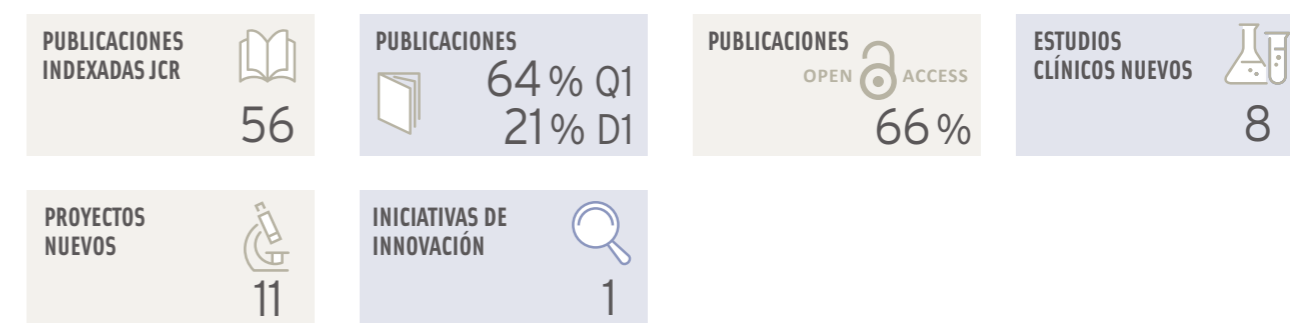 PUBLICACIONES
INDEXADAS JCR
56
PUBLICACIONES
64 % Q1
21 % D1
PUBLICACIONES
OPEN ACCESS
66 %
ESTUDIOS
CLÍNICOS NUEVOS
8
PROYECTOS
NUEVOS
11
INICIATIVAS DE
INNOVACIÓN
1